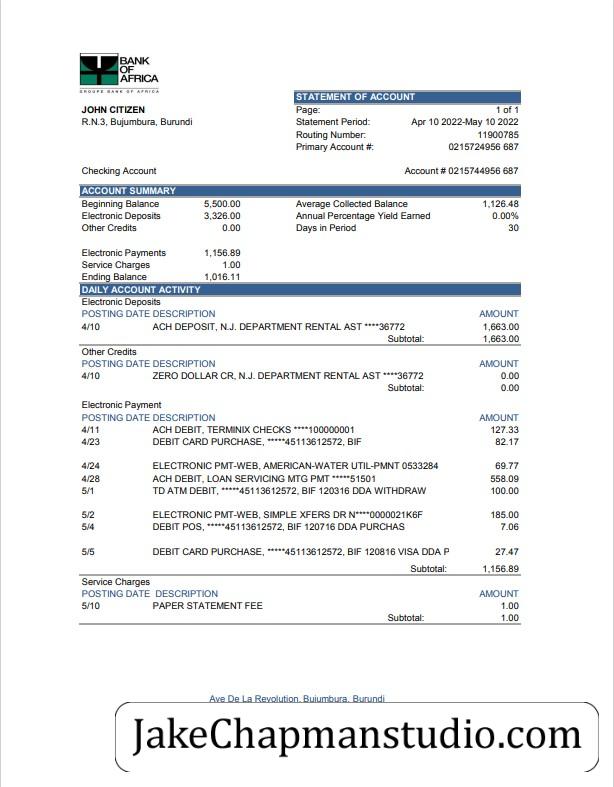 BANK
OF
AFRICA
GROUPE BANK OF AFRICA
STATEMENT OF ACCOUNT
JOHN CITIZEN
Page: 1 of 1
R.N.3, Bujumbura, Burundi
Statement Period: Apr 10 2022-May 10 2022
Routing Number: 11900785
Primary Account #: 0215724956 687
Checking Account Account # 0215744956 687
ACCOUNT SUMMARY
Beginning Balance 5,500.00 Average Collected Balance 1,126.48
Electronic Deposits 3,326.00 Annual Percentage Yield Earned 0.00%
Other Credits 0.00 Days in Period 30
Electronic Payments 1,156.89
Service Charges 1.00
Ending Balance 1,016.11
DAILY ACCOUNT ACTIVITY
Electronic Deposits
POSTING DATE DESCRIPTION AMOUNT
4/10 ACH DEPOSIT, N.J. DEPARTMENT RENTAL AST ****36772 1,663.00
Subtotal: 1,663.00
Other Credits
POSTING DATE DESCRIPTION AMOUNT
4/10 ZERO DOLLAR CR, N.J. DEPARTMENT RENTAL AST ****36772 0.00
Subtotal: 0.00
Electronic Payment
POSTING DATE DESCRIPTION AMOUNT
4/11 ACH DEBIT, TERMINIX CHECKS ****100000001 127.33
4/23 DEBIT CARD PURCHASE, *****45113612572, BIF 82.17
4/24 ELECTRONIC PMT-WEB, AMERICAN-WATER UTIL-PMNT 0533284 69.77
4/28 ACH DEBIT, LOAN SERVICING MTG PMT *****51501 558.09
5/1 TD ATM DEBIT, *****45113612572, BIF 120316 DDA WITHDRAW 100.00
5/2 ELECTRONIC PMT-WEB, SIMPLE XFERS DR N****0000021K6F 185.00
5/4 DEBIT POS, *****45113612572, BIF 120716 DDA PURCHAS 7.06
5/5 DEBIT CARD PURCHASE, *****45113612572, BIF 120816 VISA DDA P 27.47
Subtotal: 1,156.89
Service Charges
POSTING DATE DESCRIPTION AMOUNT
5/10 PAPER STATEMENT FEE 1.00
Subtotal: 1.00
Ave De La Revolution, Bujumbura, Burundi
JakeChapmanstudio.com